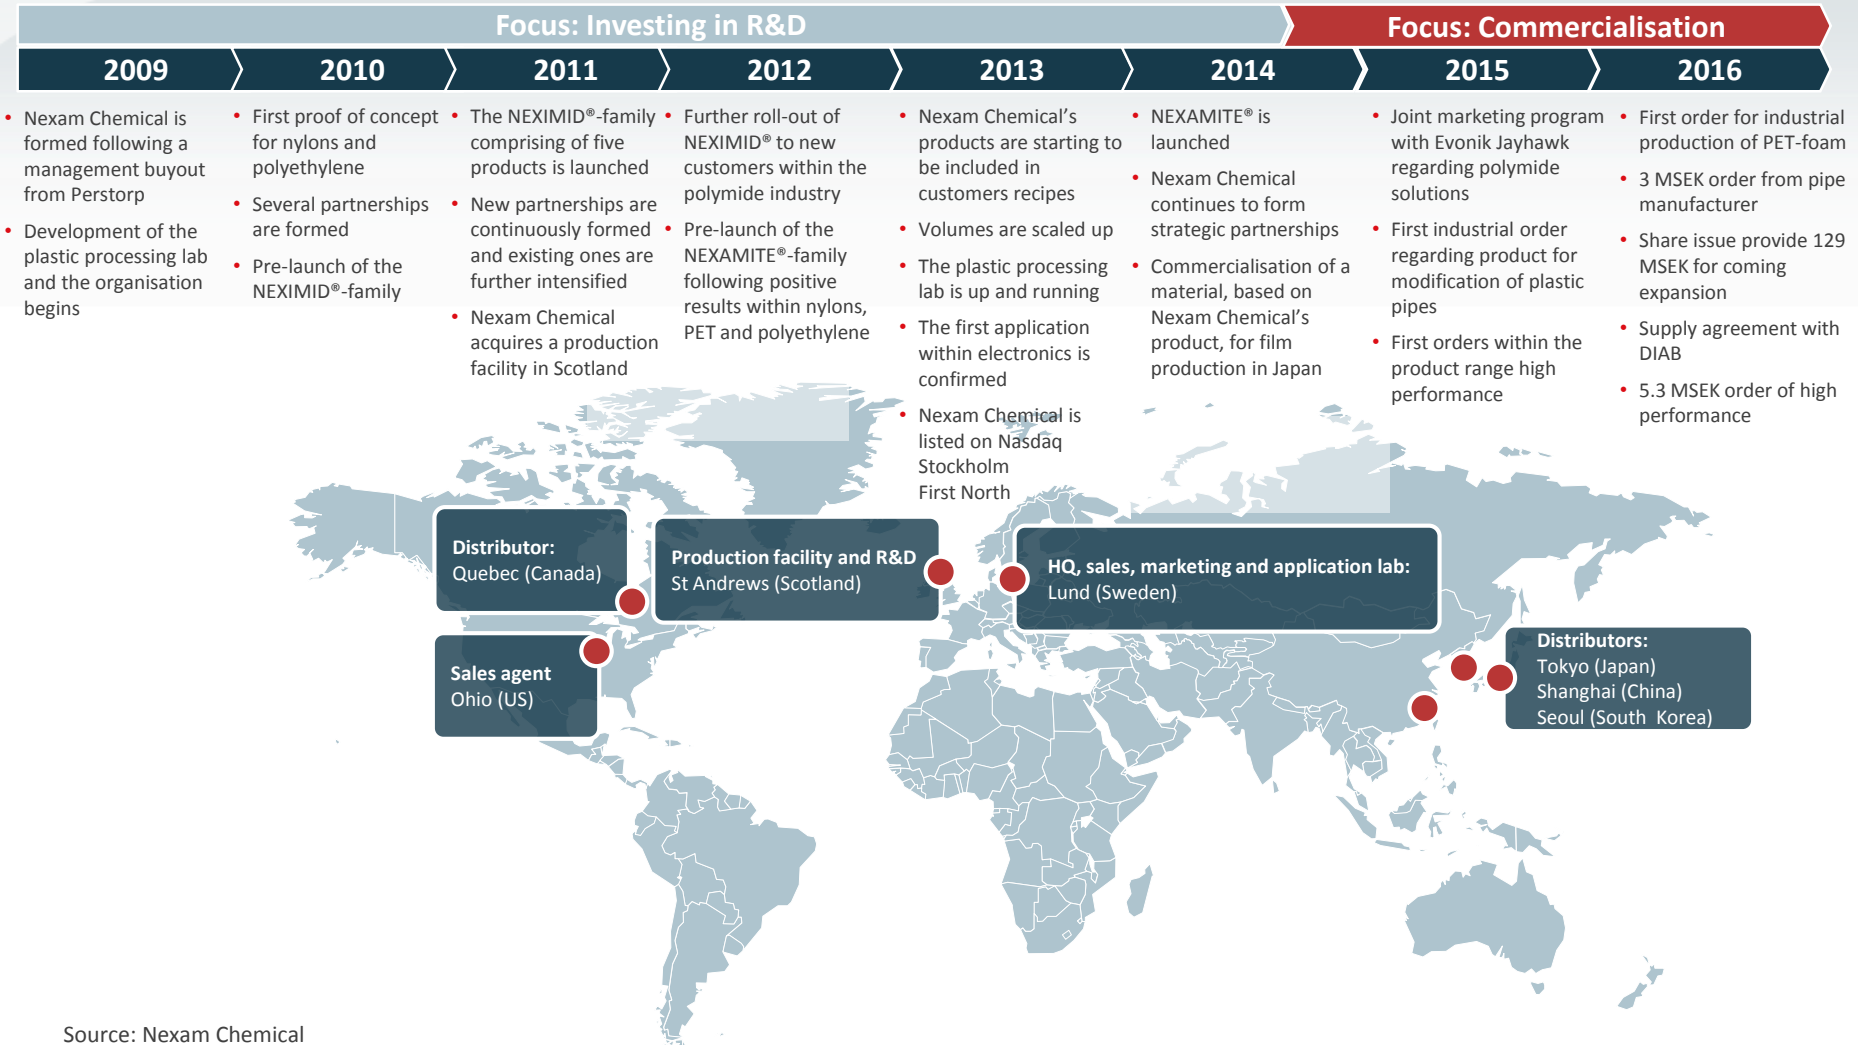 Focus: Investing in R&D
Focus: Commercialisation
2009
2010
2011
2012
2013
2014
2015
2016
• Nexam Chemical is
formed following a
management buyout
from Perstorp
• Development of the
plastic processing lab
and the organisation
begins
• First proof of concept
for nylons and
polyethylene
• Several partnerships
are formed
• Pre-launch of the
NEXIMID®-family
• The NEXIMID®-family
comprising of five
products is launched
• New partnerships are
continuously formed
and existing ones are
further intensified
• Nexam Chemical
acquires a production
facility in Scotland
• Further roll-out of
NEXIMID® to new
customers within the
polymide industry
• Pre-launch of the
NEXAMITE®-family
following positive
results within nylons,
PET and polyethylene
• Nexam Chemical’s
products are starting to
be included in
customers recipes
• Volumes are scaled up
• The plastic processing
lab is up and running
• The first application
within electronics is
confirmed
• Nexam Chemical is
listed on Nasdaq
Stockholm
First North
• NEXAMITE® is
launched
• Nexam Chemical
continues to form
strategic partnerships
• Commercialisation of a
material, based on
Nexam Chemical’s
product, for film
production in Japan
• Joint marketing program
with Evonik Jayhawk
regarding polymide
solutions
• First industrial order
regarding product for
modification of plastic
pipes
• First orders within the
product range high
performance
• First order for industrial
production of PET-foam
• 3 MSEK order from pipe
manufacturer
• Share issue provide 129
MSEK for coming
expansion
• Supply agreement with
DIAB
• 5.3 MSEK order of high
performance
Distributor:
Quebec (Canada)
Production facility and R&D
St Andrews (Scotland)
HQ, sales, marketing and application lab:
Lund (Sweden)
Sales agent
Ohio (US)
Distributors:
Tokyo (Japan)
Shanghai (China)
Seoul (South  Korea)
Source: Nexam Chemical